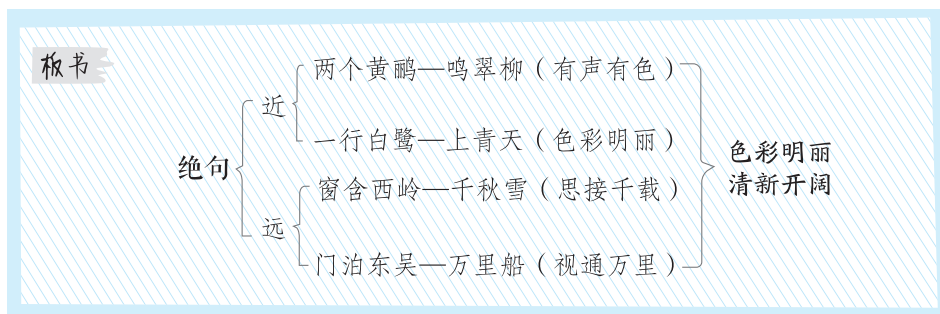 板书
绝句
近
两个黄鹂—鸣翠柳（有声有色）
一行白鹭—上青天（色彩明丽）
远
窗含西岭—千秋雪（思接千载）
门泊东吴—万里船（视通万里）
色彩明丽
清新开阔